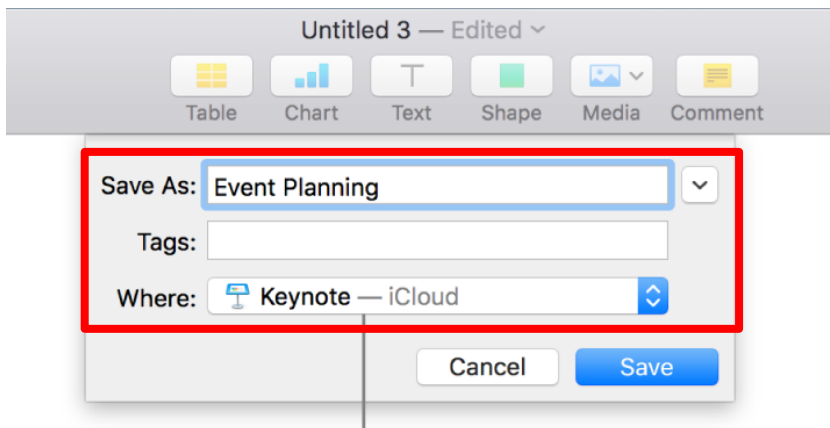 Untitled 3 — Edited
Table Chart Text Shape Media Comment
Save As: Event Planning
Tags:
Where: Keynote — iCloud
Cancel Save